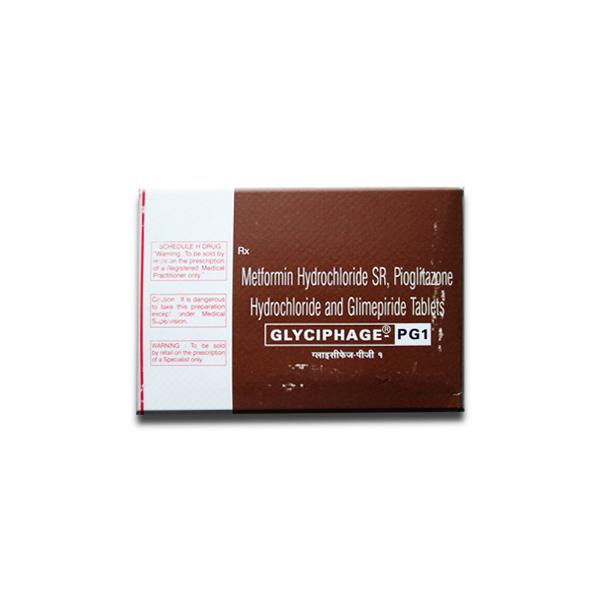 SCHEDULE H DRUG
"Warning : To be sold by
retail on the prescription
of a Registered Medical
Practitioner only."
Caution : It is dangerous
to take this preparation
except under Medical
Supervision.
WARNING : To be sold
by retail on the prescription
of a Specialist only.
Rx
Metformin Hydrochloride SR, Pioglitazone
Hydrochloride and Glimepiride Tablets
GLYCIPHAGE®- PG1
ग्लाइसीफेज-पीजी १